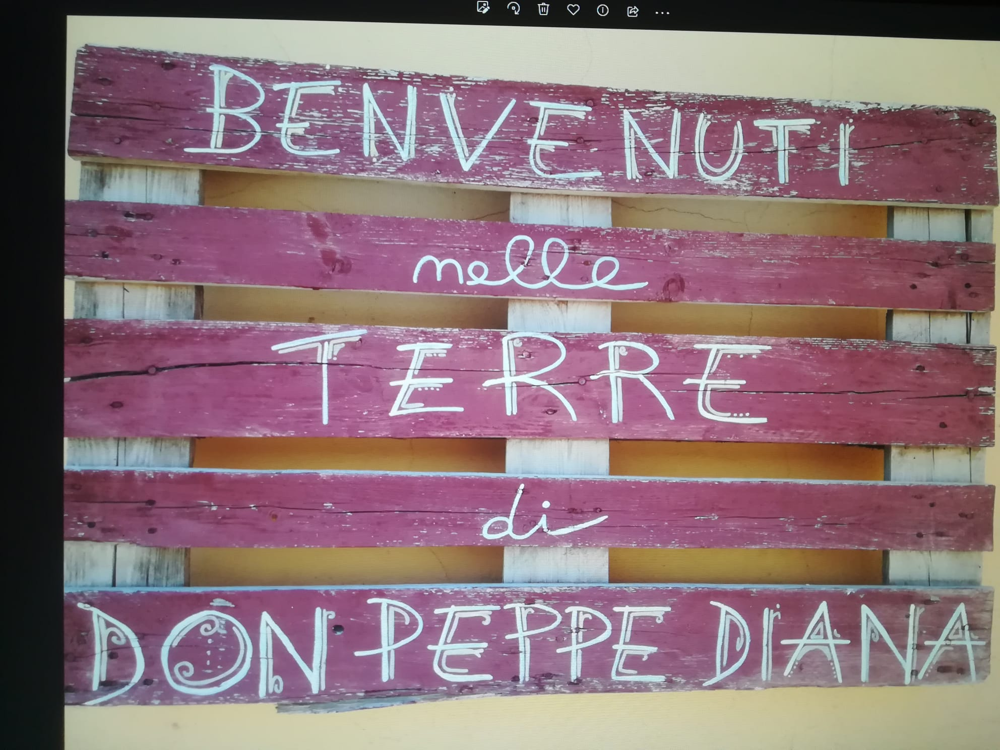 BENVENUTI
nelle
TERRE
di
DON PEPPE DIANA